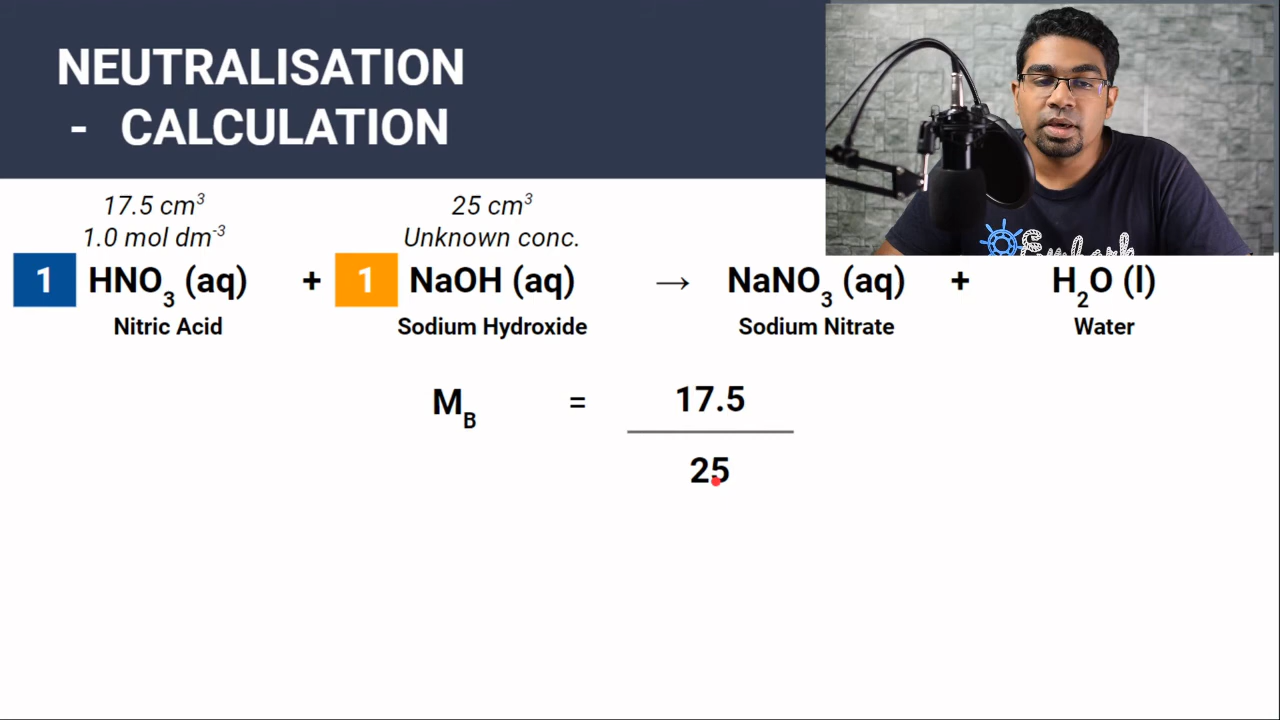 NEUTRALISATION
- CALCULATION
17.5 cm³ 25 cm³
1.0 mol dm⁻³ Unknown conc.
1 HNO₃ (aq) + 1 NaOH (aq) → NaNO₃ (aq) + H₂O (l)
Nitric Acid Sodium Hydroxide Sodium Nitrate Water
M_B = 17.5
25